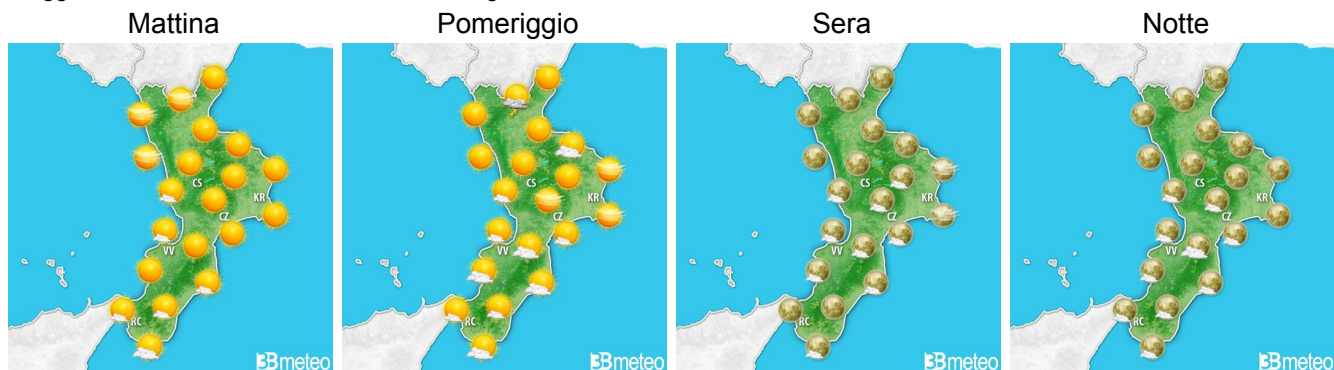 Mattina
Pomeriggio
Sera
Notte
CS
KR
CZ
VV
RC
3Bmeteo
CS
KR
CZ
VV
RC
3Bmeteo
CS
KR
CZ
VV
RC
3Bmeteo
CS
KR
CZ
VV
RC
3Bmeteo